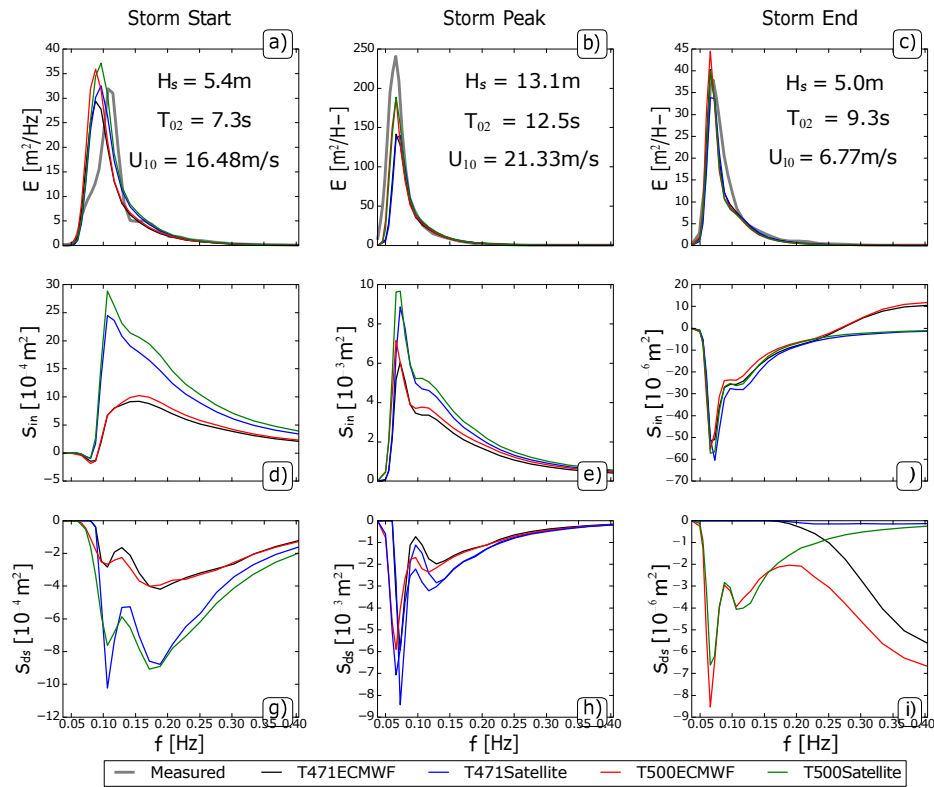 Storm Start Storm Peak Storm End
a) b) c)
H_s = 5.4m
T_02 = 7.3s
U_10 = 16.48m/s
H_s = 13.1m
T_02 = 12.5s
U_10 = 21.33m/s
H_s = 5.0m
T_02 = 9.3s
U_10 = 6.77m/s
E [m²/Hz]
40
35
30
25
20
15
10
5
0
E [m²/H−]
250
200
150
100
50
0
E [m²/H−]
45
40
35
30
25
20
15
10
5
0
S_in [10⁻⁴ m²]
30
25
20
15
10
5
0
−5
d)
S_in [10⁻³ m²]
10
8
6
4
2
0
e)
S_in [10⁻⁶ m²]
20
10
0
−10
−20
−30
−40
−50
−60
−70
)
S_ds [10⁻⁴ m²]
0
−2
−4
−6
−8
−10
−12
g)
0.05 0.10 0.15 0.20 0.25 0.30 0.35 0.40
f [Hz]
S_ds [10⁻³ m²]
0
−1
−2
−3
−4
−5
−6
−7
−8
−9
h)
0.05 0.10 0.15 0.20 0.25 0.30 0.35 0.40
f [Hz]
S_ds [10⁻⁶ m²]
0
−1
−2
−3
−4
−5
−6
−7
−8
−9
i)
0.05 0.10 0.15 0.20 0.25 0.30 0.35 0.40
f [Hz]
Measured T471ECMWF T471Satellite T500ECMWF T500Satellite